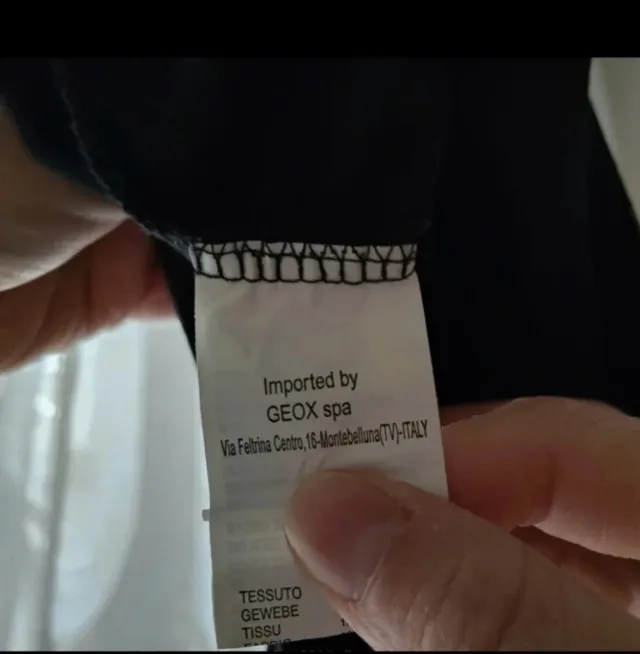 Imported by
GEOX spa
Via Feltrina Centro,16-Montebelluna(TV)-ITALY
TESSUTO
GEWEBE
TISSU